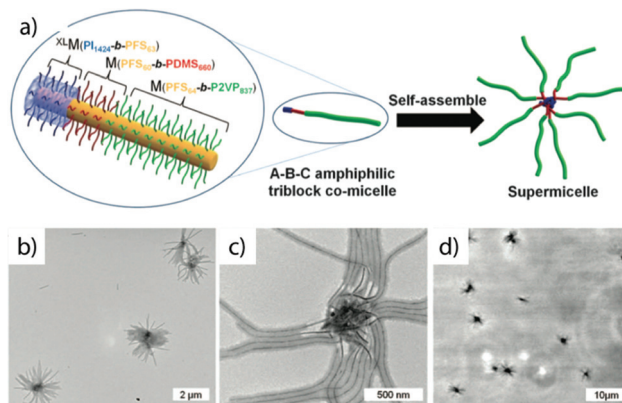 a)
XLM(PI1424-b-PFS63)
M(PFS60-b-PDMS660)
M(PFS64-b-P2VP837)
Self-assemble
A-B-C amphiphilic
triblock co-micelle
Supermicelle
b)
2 µm
c)
500 nm
d)
10µm